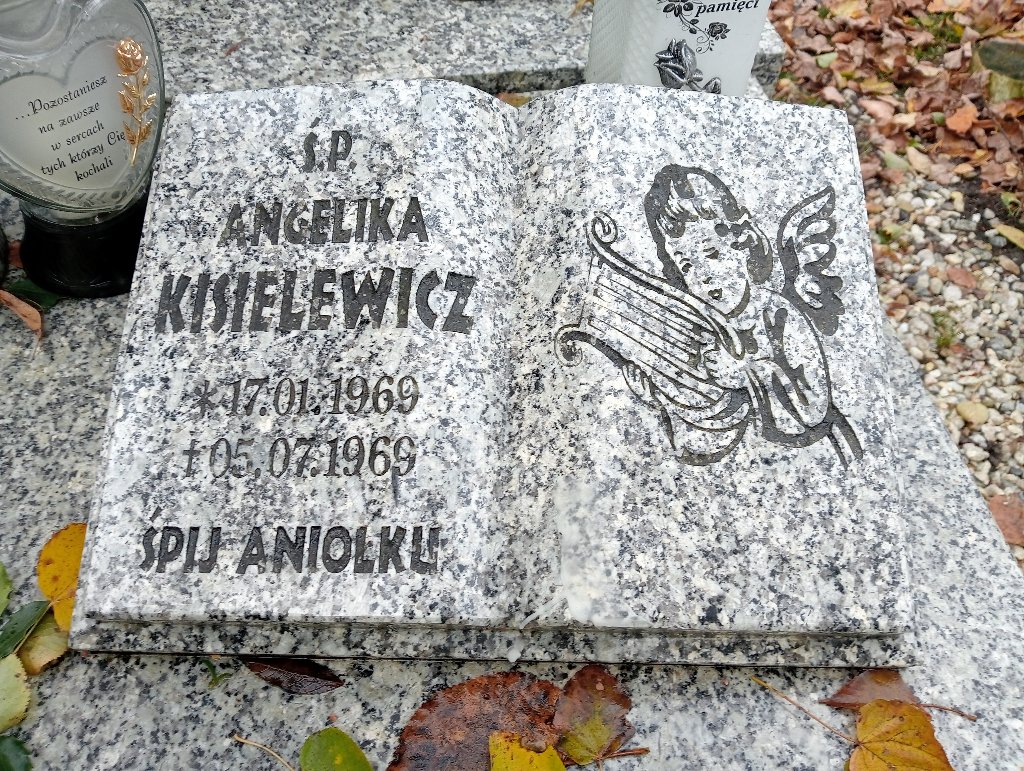 ...Pozostaniesz
na zawsze
w sercach
tych którzy Cię
kochali
pamięci
Ś.P.
ANGELIKA
KISIELEWICZ
* 17.01.1969
† 05.07.1969
ŚPIJ ANIOŁKU